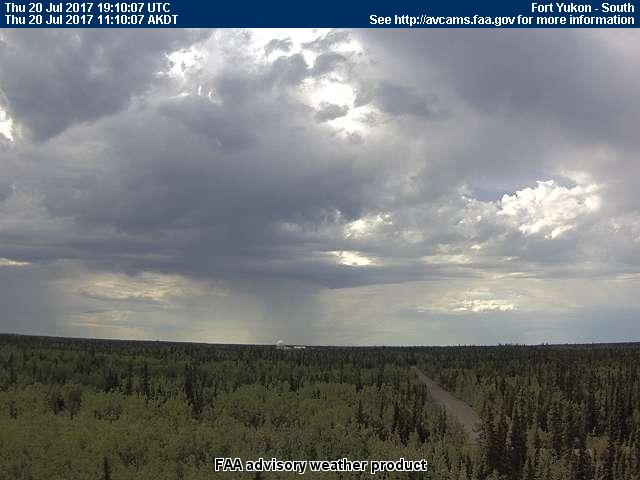 Thu 20 Jul 2017 19:10:07 UTC
Fort Yukon - South
Thu 20 Jul 2017 11:10:07 AKDT
See http://avcams.faa.gov for more information
FAA advisory weather product